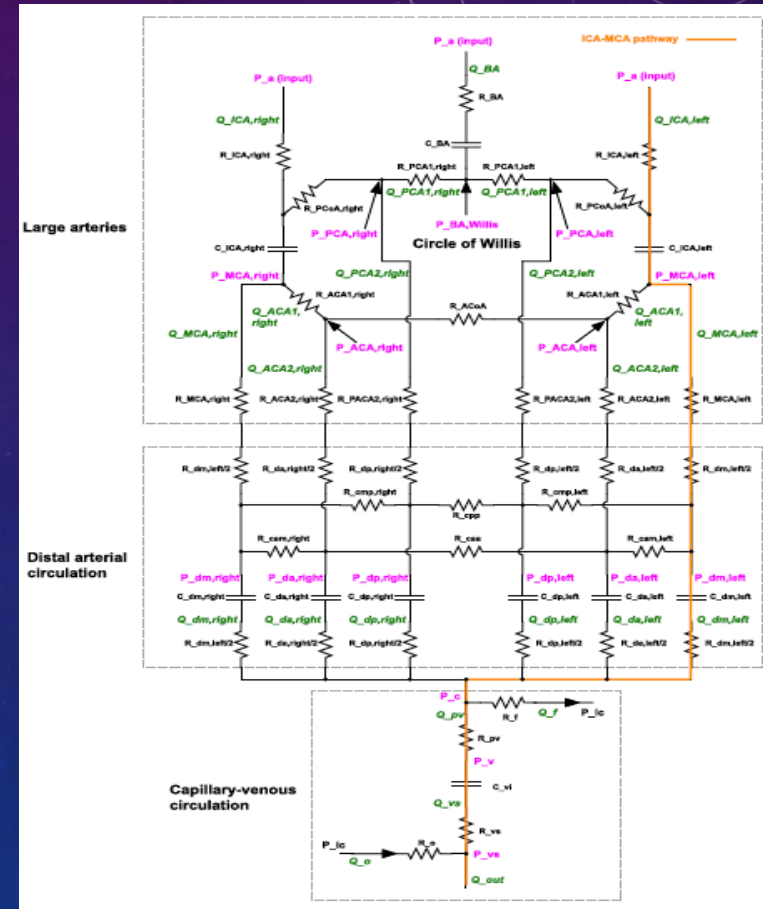 ICA-MCA pathway
P_a (input)
Q_BA
P_a (input)
P_a (input)
R_BA
Q_ICA,right
Q_ICA,left
C_BA
R_ICA,right
R_PCA1,right
R_PCA1,left
R_ICA,left
Q_PCA1,right
Q_PCA1,left
R_PCoA,right
R_PCoA,left
Large arteries
P_PCA,right
P_BA,Willis
P_PCA,left
Circle of Willis
C_ICA,right
C_ICA,left
P_MCA,right
Q_PCA2,right
Q_PCA2,left
P_MCA,left
R_ACA1,right
R_ACoA
R_ACA1,left
Q_ACA1,
right
Q_ACA1,
left
Q_MCA,right
Q_MCA,left
P_ACA,right
P_ACA,left
Q_ACA2,right
Q_ACA2,left
R_MCA,right
R_ACA2,right
R_PACA2,right
R_PACA2,left
R_ACA2,left
R_MCA,left
R_dm,left/2
R_da,right/2
R_dp,right/2
R_dp,left/2
R_da,left/2
R_dm,left/2
R_cmp,right
R_cpp
R_cmp,left
R_cam,right
R_caa
R_cam,left
Distal arterial
circulation
P_dm,right
P_da,right
P_dp,right
P_dp,left
P_da,left
P_dm,left
C_dm,right
C_da,right
C_dp,right
C_dp,left
C_da,left
C_dm,left
Q_dm,right
Q_da,right
Q_dp,right
Q_dp,left
Q_da,left
Q_dm,left
R_dm,left/2
R_da,right/2
R_dp,right/2
R_dp,left/2
R_da,left/2
R_dm,left/2
P_c
Q_pv
R_f
Q_f
P_ic
R_pv
P_v
Capillary-venous
circulation
C_vi
Q_vs
R_vs
P_ic
Q_o
R_o
P_vs
Q_out